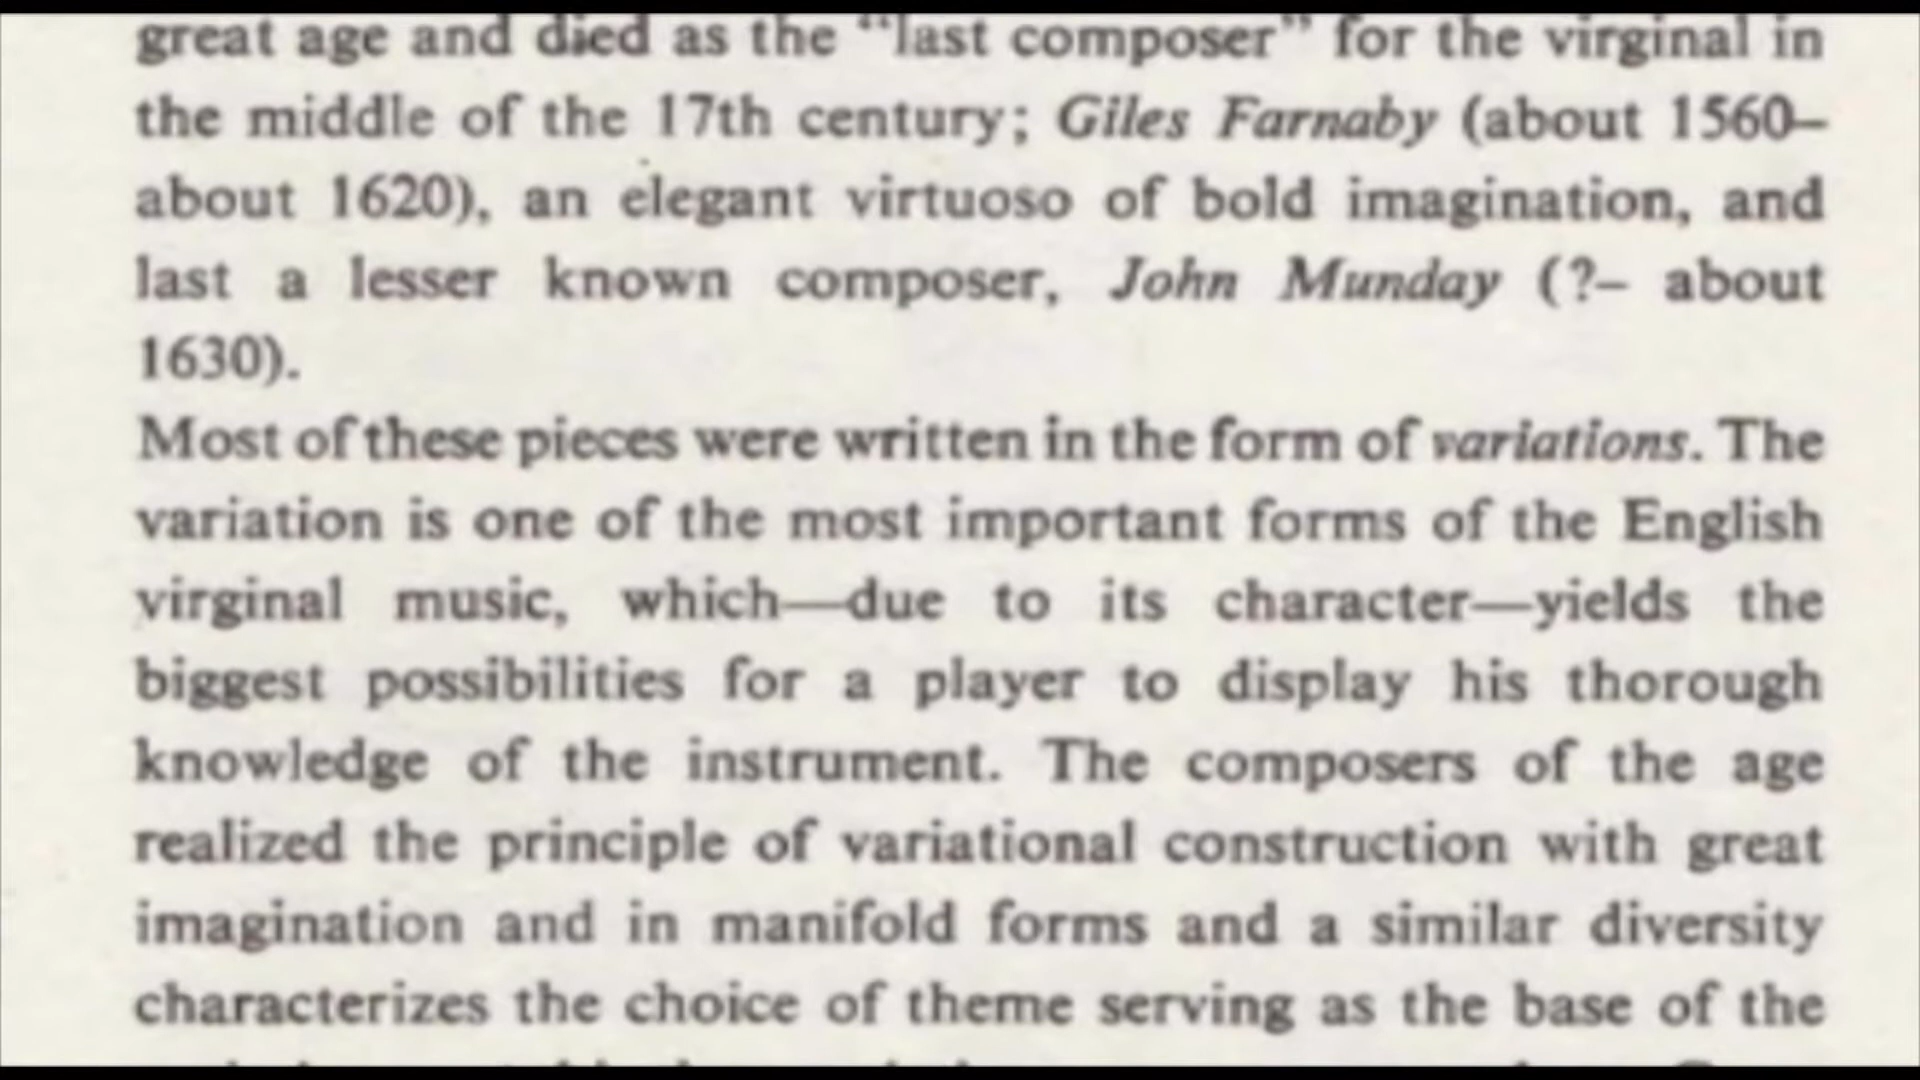 great age and died as the "last composer" for the virginal in
the middle of the 17th century; Giles Farnaby (about 1560–
about 1620), an elegant virtuoso of bold imagination, and
last a lesser known composer, John Munday (?– about
1630).
Most of these pieces were written in the form of variations. The
variation is one of the most important forms of the English
virginal music, which—due to its character—yields the
biggest possibilities for a player to display his thorough
knowledge of the instrument. The composers of the age
realized the principle of variational construction with great
imagination and in manifold forms and a similar diversity
characterizes the choice of theme serving as the base of the